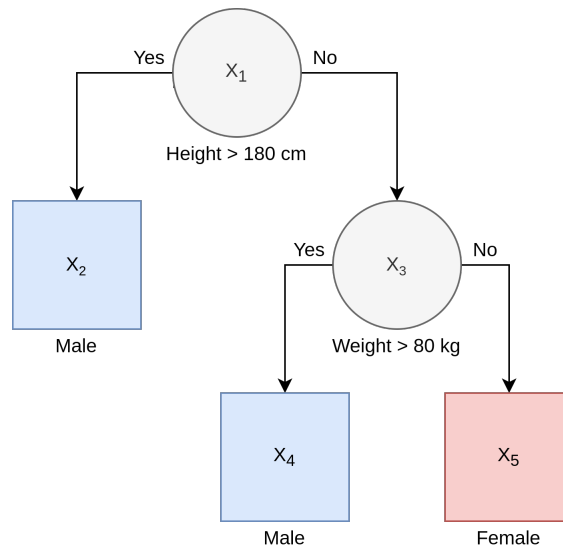 Yes
X₁
No
Height > 180 cm
X₂
Male
Yes
X₃
No
Weight > 80 kg
X₄
Male
X₅
Female